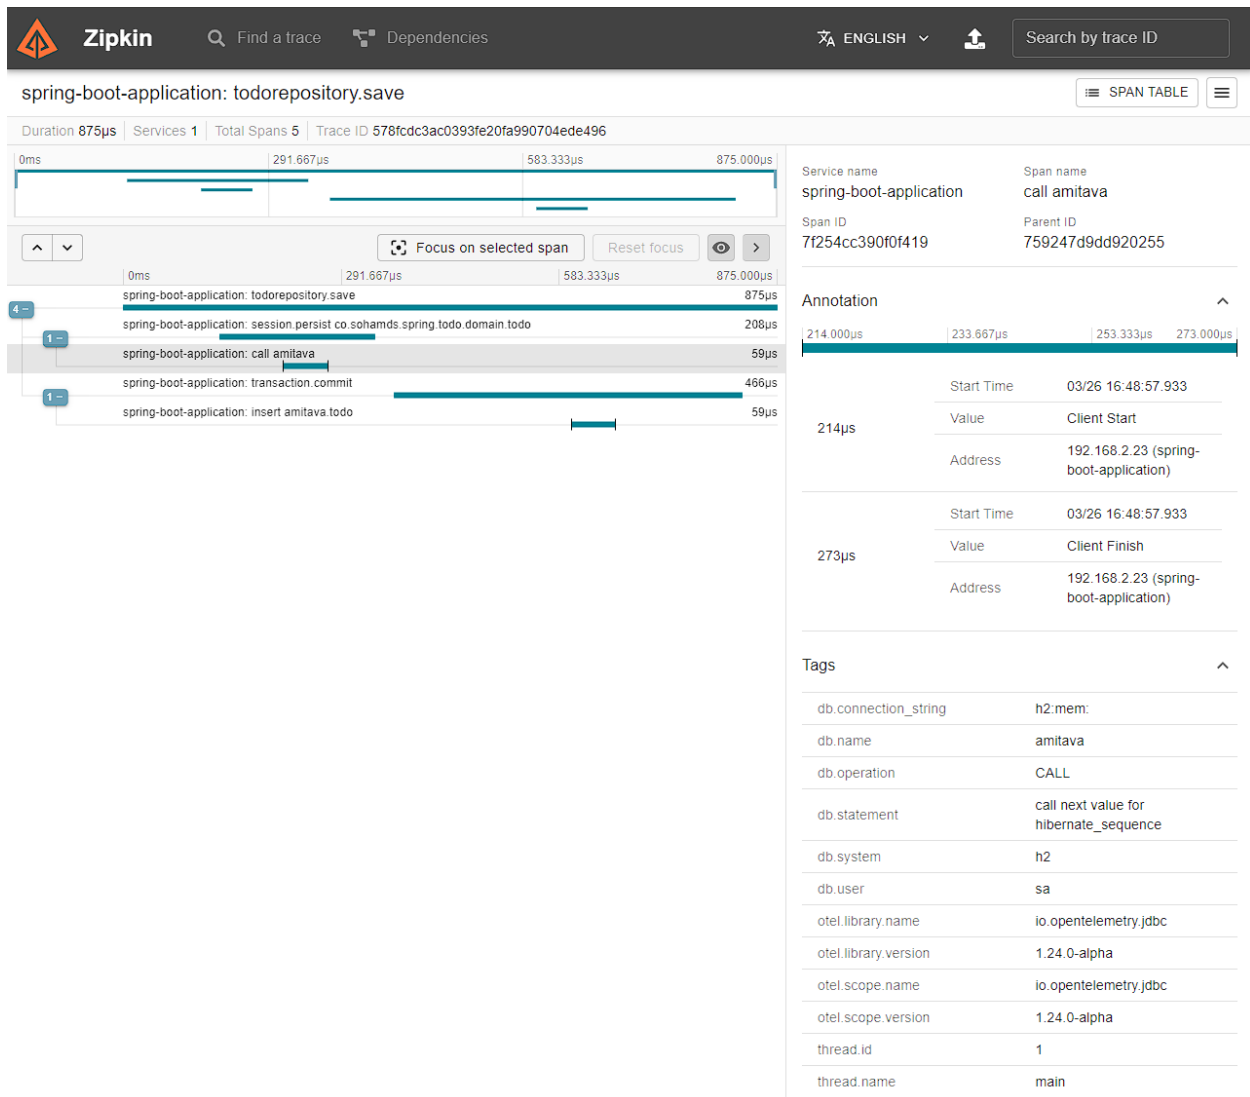 Zipkin
Find a trace
Dependencies
ENGLISH
Search by trace ID
spring-boot-application: todorepository.save
SPAN TABLE
Duration 875μs Services 1 Total Spans 5 Trace ID 578fcdc3ac0393fe20fa990704ede496
0ms 291.667μs 583.333μs 875.000μs
Focus on selected span
Reset focus
0ms 291.667μs 583.333μs 875.000μs
spring-boot-application: todorepository.save 875μs
4 −
spring-boot-application: session.persist co.sohamds.spring.todo.domain.todo 208μs
1 −
spring-boot-application: call amitava 59μs
spring-boot-application: transaction.commit 466μs
1 −
spring-boot-application: insert amitava.todo 59μs
Service name Span name
spring-boot-application call amitava
Span ID Parent ID
7f254cc390f0f419 759247d9dd920255
Annotation
214.000μs 233.667μs 253.333μs 273.000μs
214μs
Start Time 03/26 16:48:57.933
Value Client Start
Address 192.168.2.23 (spring-
boot-application)
273μs
Start Time 03/26 16:48:57.933
Value Client Finish
Address 192.168.2.23 (spring-
boot-application)
Tags
db.connection_string h2:mem:
db.name amitava
db.operation CALL
db.statement call next value for
hibernate_sequence
db.system h2
db.user sa
otel.library.name io.opentelemetry.jdbc
otel.library.version 1.24.0-alpha
otel.scope.name io.opentelemetry.jdbc
otel.scope.version 1.24.0-alpha
thread.id 1
thread.name main